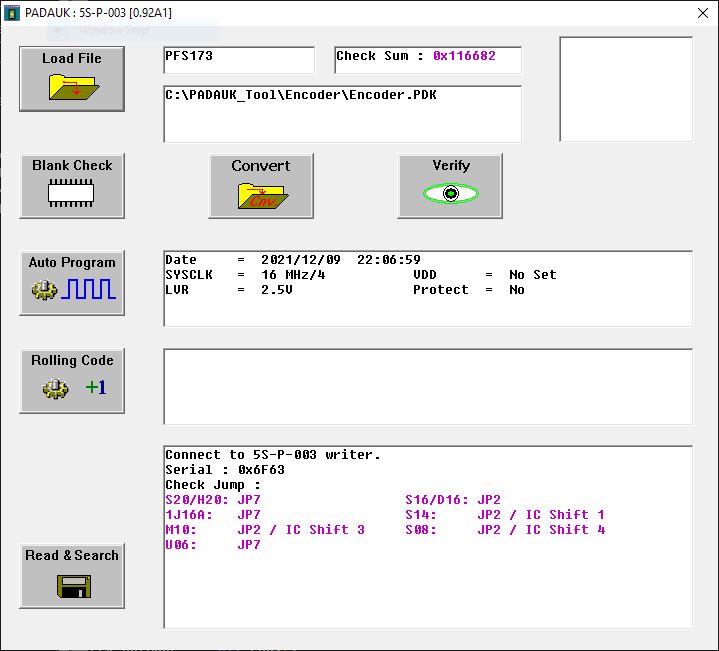 PADAUK : 5S-P-003 [0.92A1]
Window Snip
Load File
PFS173
Check Sum : 0x116682
C:\PADAUK_Tool\Encoder\Encoder.PDK
Blank Check
Convert
Cnv.
Verify
Auto Program
Date = 2021/12/09 22:06:59
SYSCLK = 16 MHz/4 VDD = No Set
LVR = 2.5V Protect = No
Rolling Code
+1
Connect to 5S-P-003 writer.
Serial : 0x6F63
Check Jump :
S20/H20: JP7 S16/D16: JP2
1J16A: JP7 S14: JP2 / IC Shift 1
M10: JP2 / IC Shift 3 S08: JP2 / IC Shift 4
U06: JP7
Read & Search